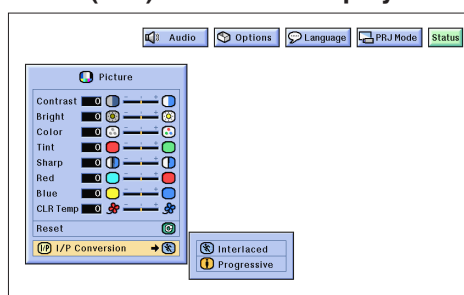 Audio Options Language PRJ Mode Status
Picture
Contrast 0
Bright 0
Color 0
Tint 0
Sharp 0
Red 0
Blue 0
CLR Temp 0
Reset
I/P I/P Conversion
Interlaced
Progressive